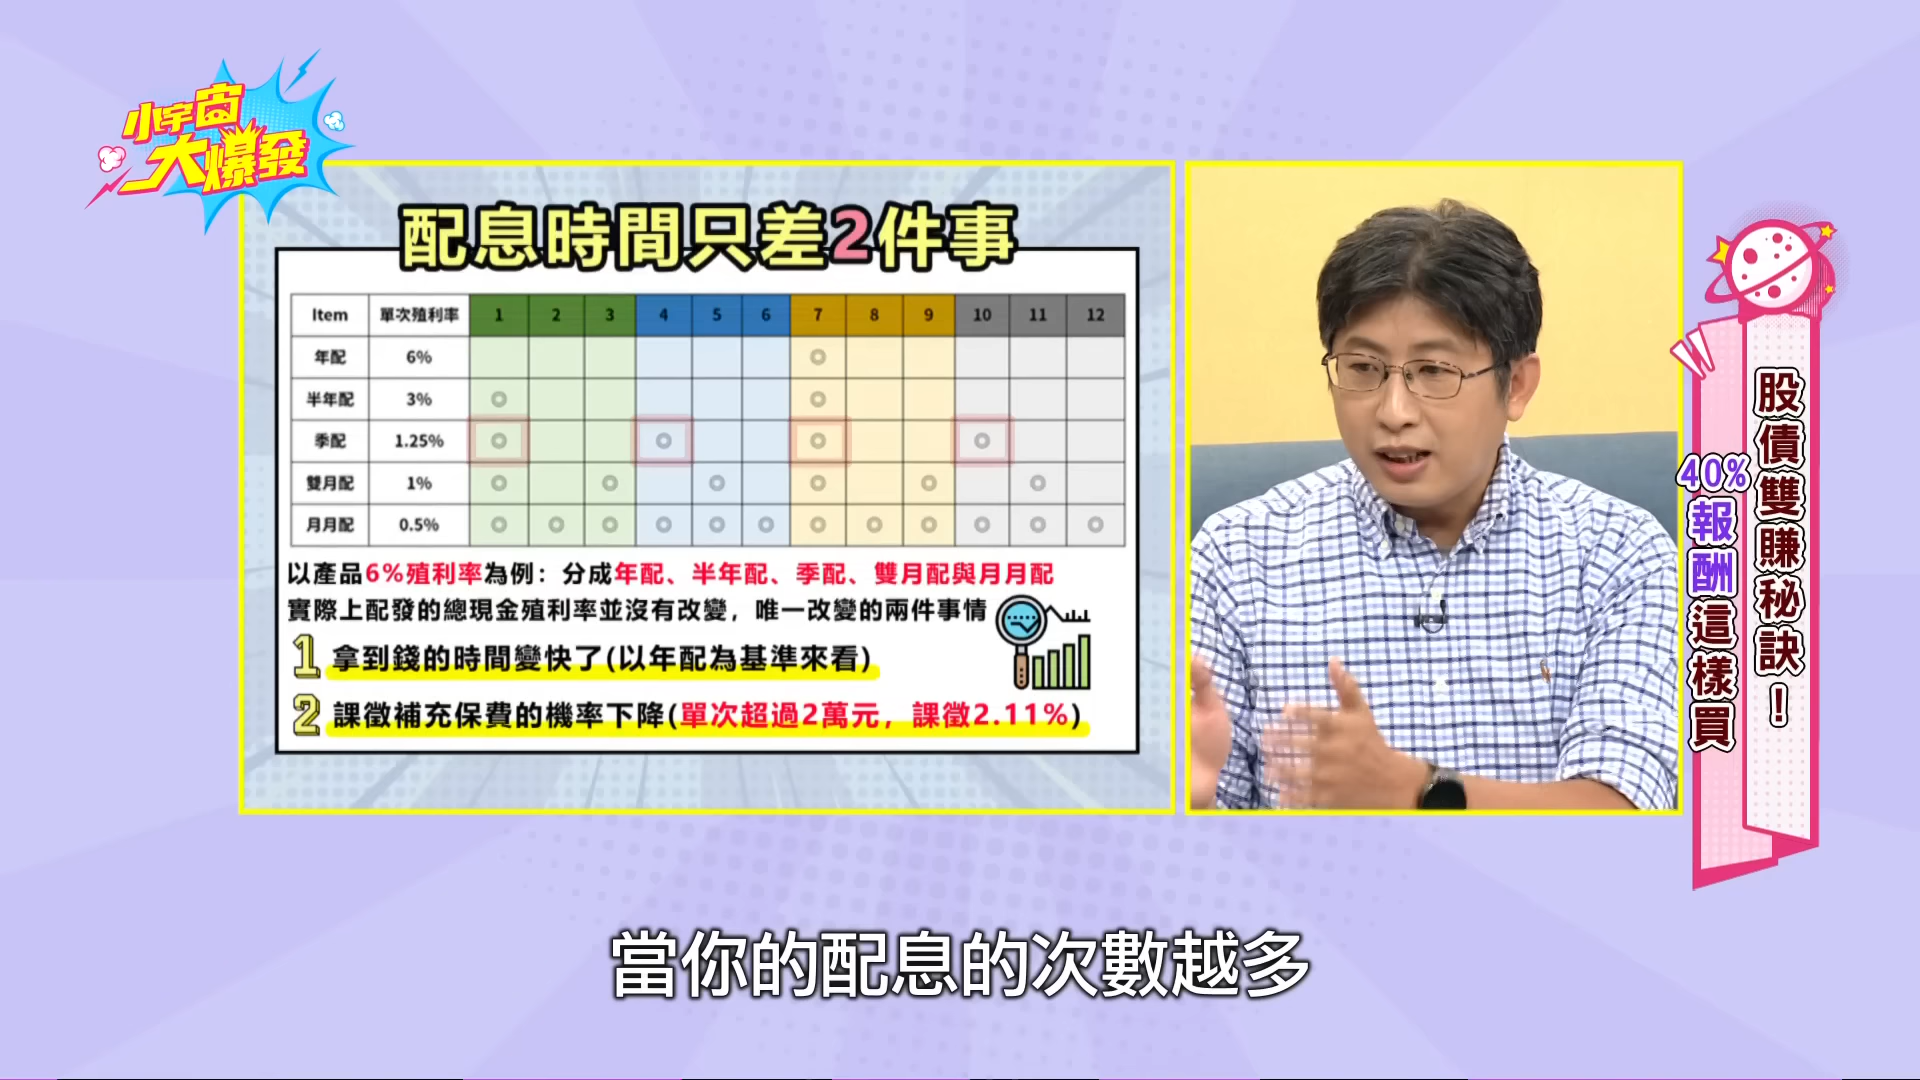 小宇宙
大爆發
配息時間只差2件事
Item 單次殖利率 1 2 3 4 5 6 7 8 9 10 11 12
年配 6% ◎
半年配 3% ◎ ◎
季配 1.25% ◎ ◎ ◎ ◎
雙月配 1% ◎ ◎ ◎ ◎ ◎ ◎
月月配 0.5% ◎ ◎ ◎ ◎ ◎ ◎ ◎ ◎ ◎ ◎ ◎ ◎
以產品6%殖利率為例：分成年配、半年配、季配、雙月配與月月配
實際上配發的總現金殖利率並沒有改變，唯一改變的兩件事情
1 拿到錢的時間變快了(以年配為基準來看)
2 課徵補充保費的機率下降(單次超過2萬元，課徵2.11%)
股債雙賺秘訣！
40%報酬這樣買
當你的配息的次數越多